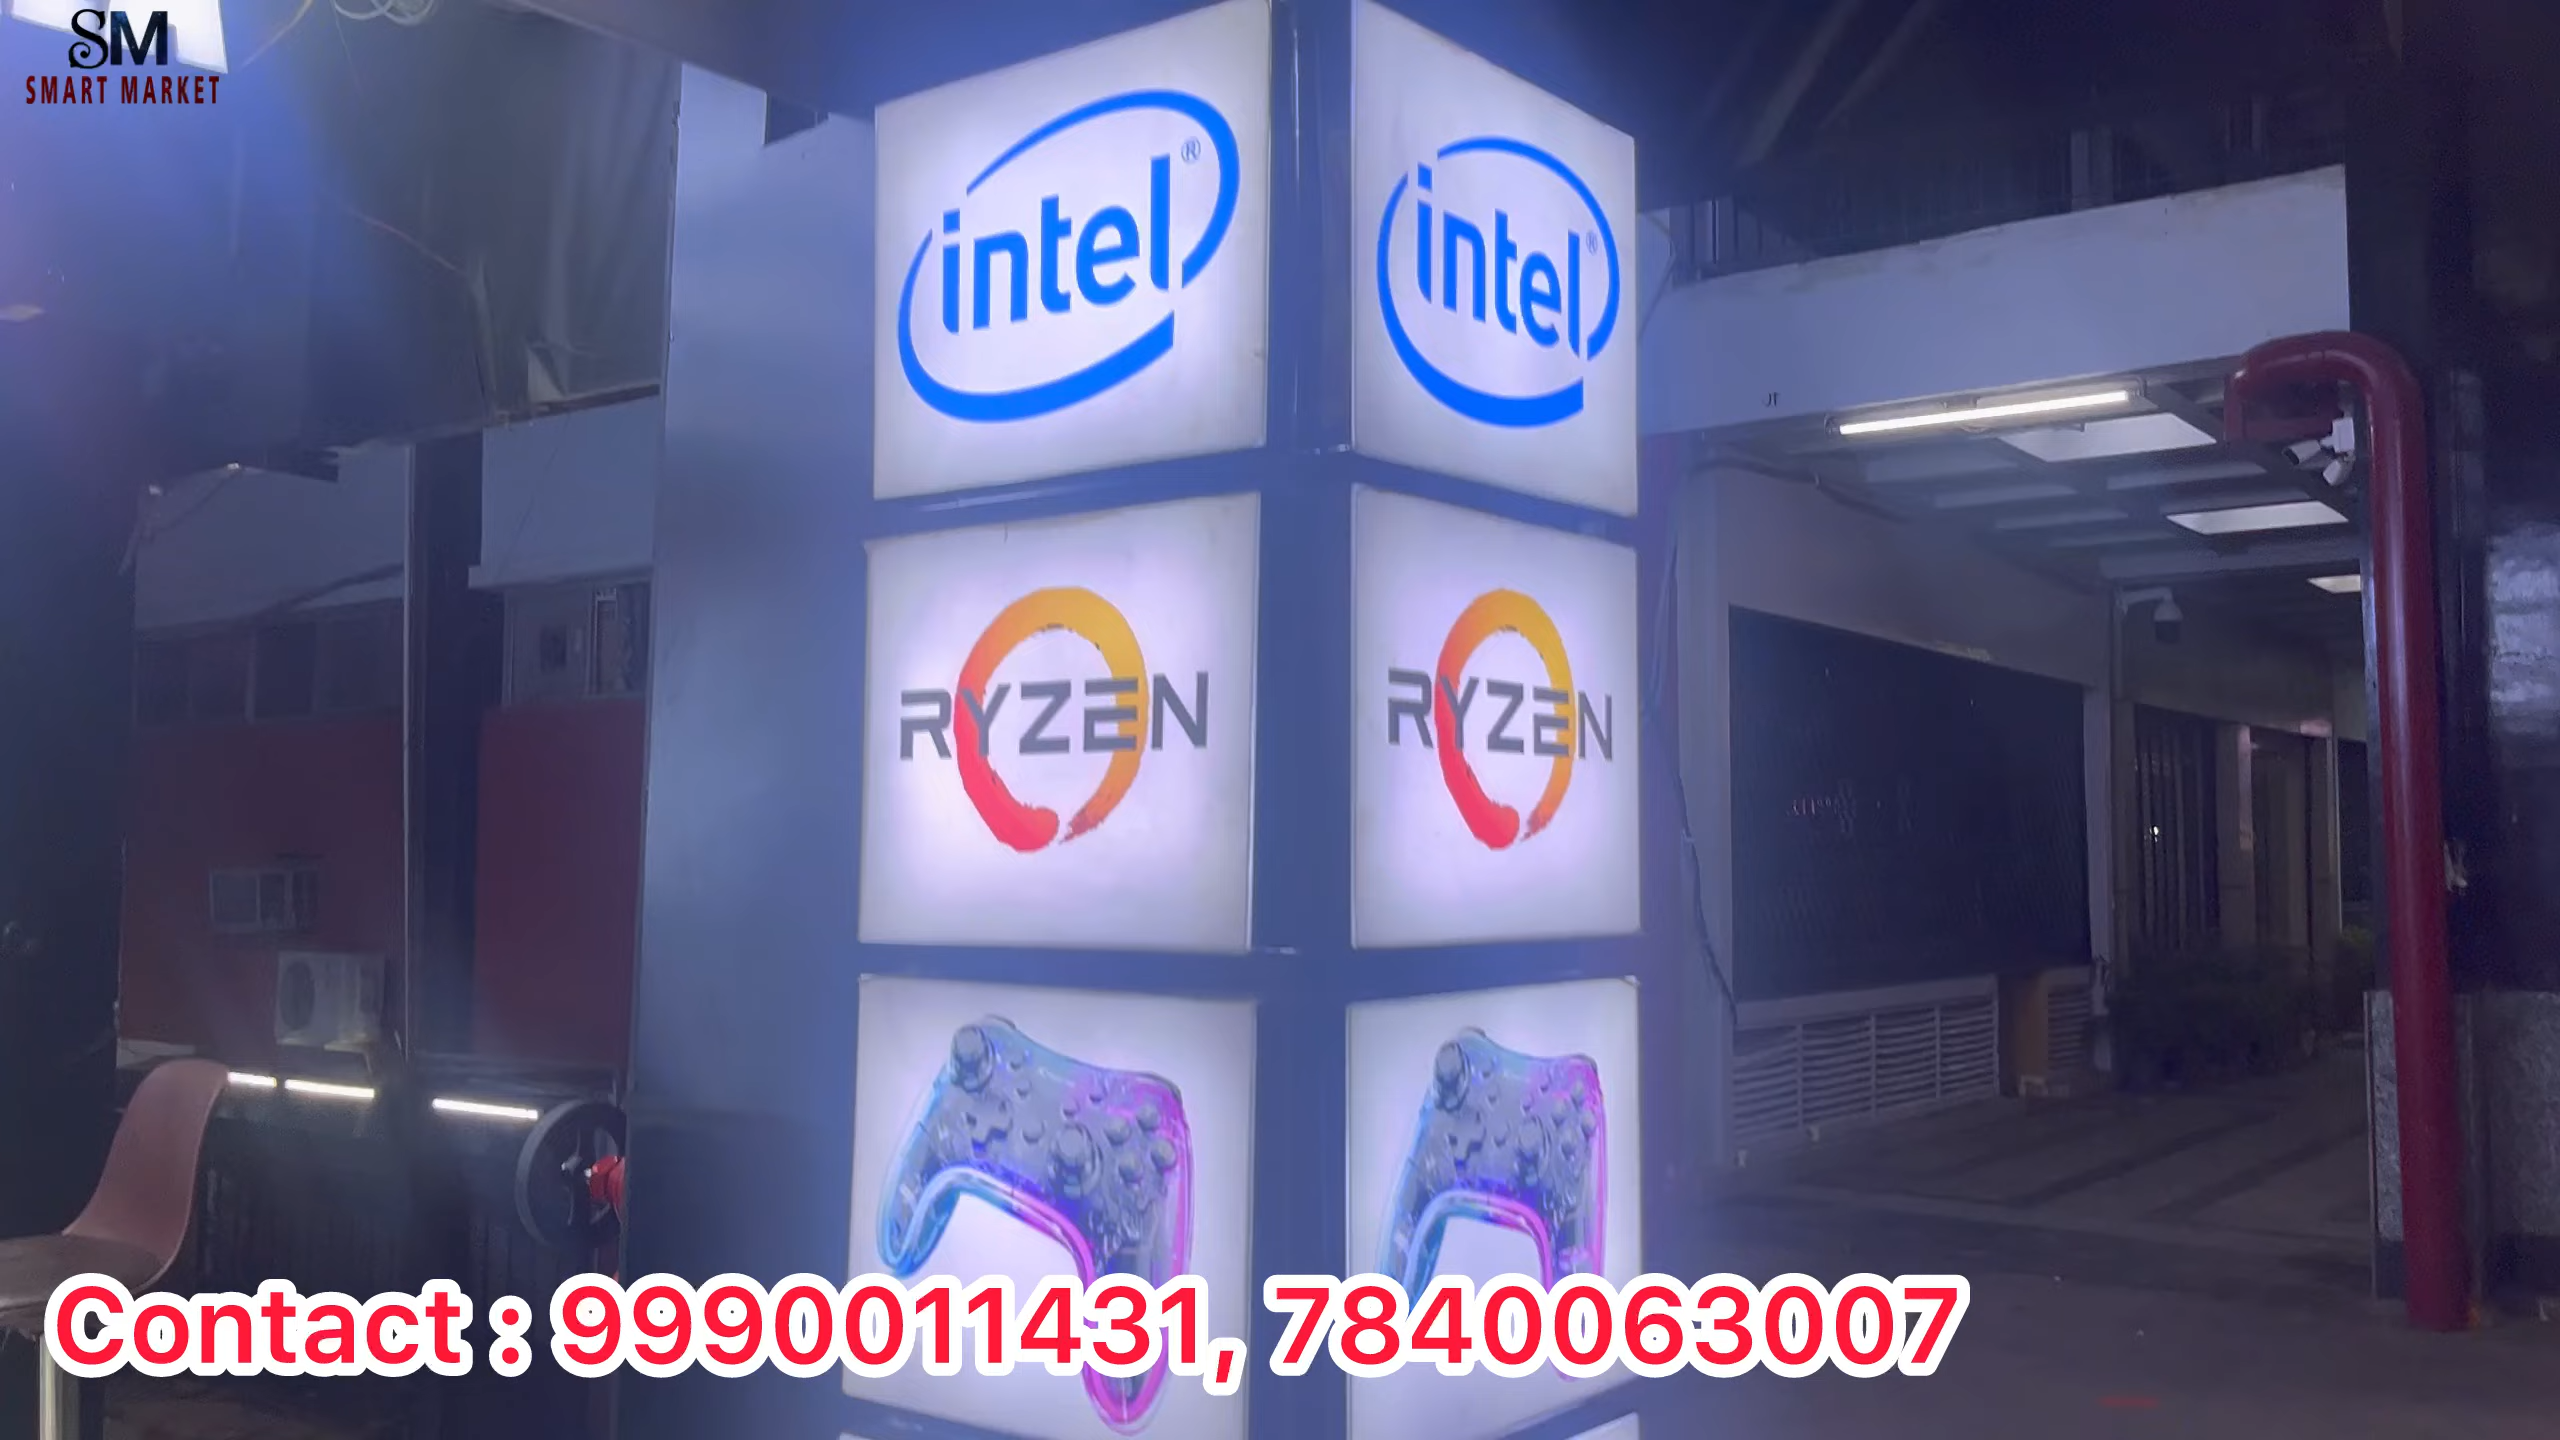 SM
SMART MARKET
intel®
intel®
RYZEN
RYZEN
Contact : 9990011431, 7840063007